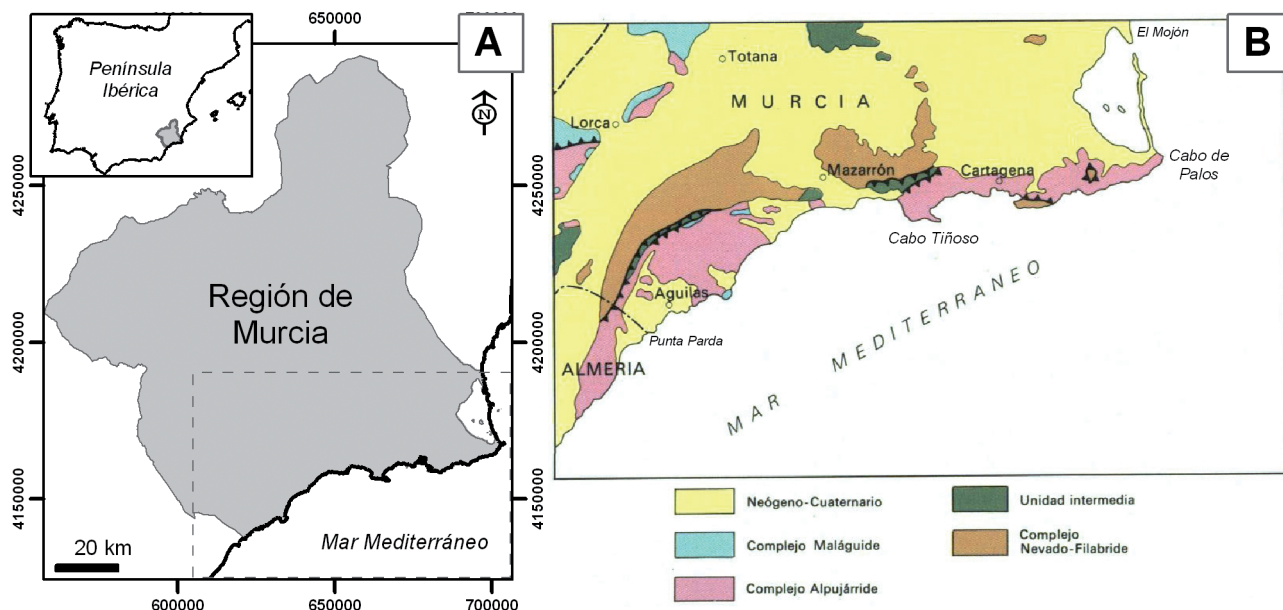 650000
A
Península
Ibérica
N
4250000
4250000
Región de
Murcia
4200000
4200000
4150000
4150000
20 km
Mar Mediterráneo
600000
650000
700000
B
El Mojón
Totana
MURCIA
Lorca
Mazarrón
Cartagena
Cabo de
Palos
Cabo Tiñoso
Aguilas
Punta Parda
ALMERIA
MAR MEDITERRANEO
Neógeno-Cuaternario
Complejo Maláguide
Complejo Alpujárride
Unidad intermedia
Complejo
Nevado-Filabride